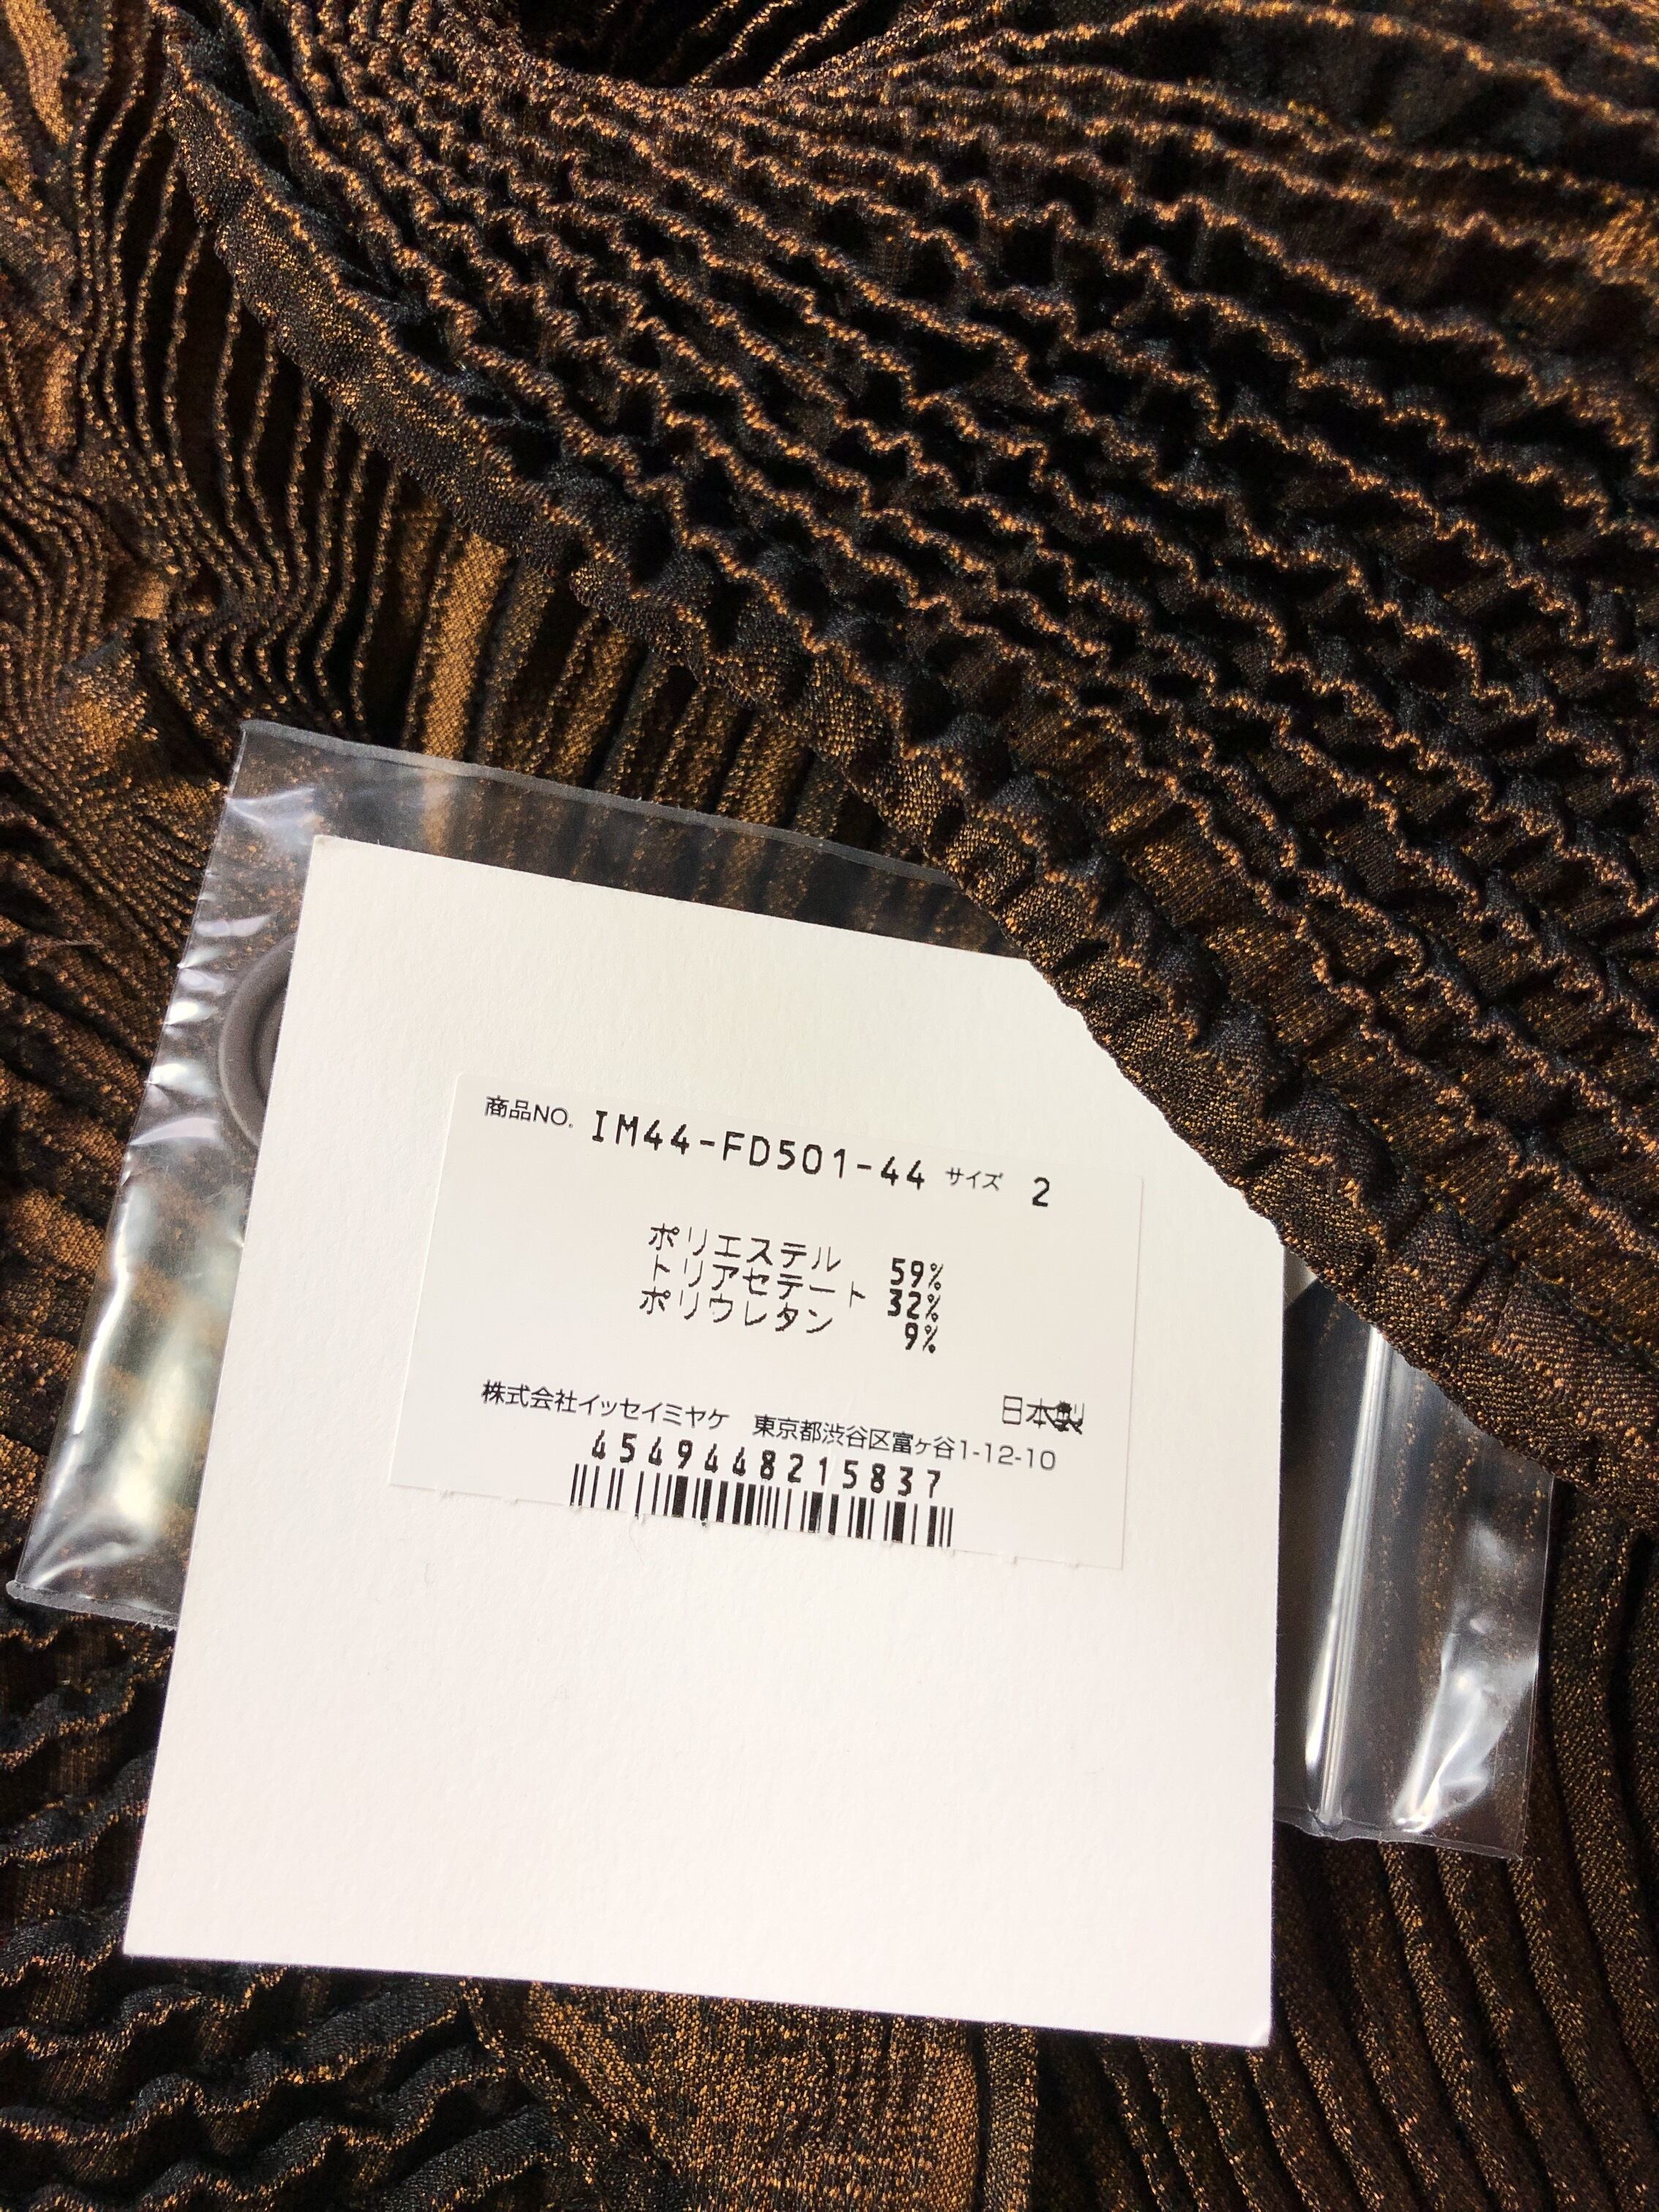 商品NO. IM44-FD501-44 サイズ 2
ポリエステル 59%
トリアセテート 32%
ポリウレタン 9%
日本製
株式会社イッセイミヤケ 東京都渋谷区富ヶ谷1-12-10
4549448215837